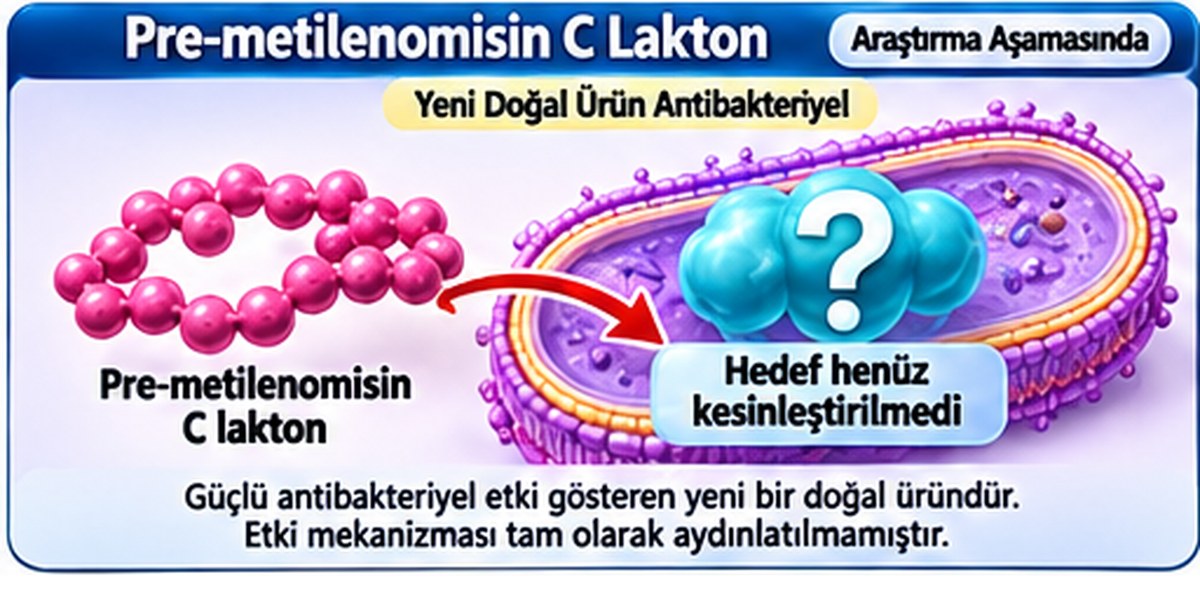 Pre-metilenomisin C Lakton
Araştırma Aşamasında
Yeni Doğal Ürün Antibakteriyel
?
Pre-metilenomisin
C lakton
Hedef henüz
kesinleştirilmedi
Güçlü antibakteriyel etki gösteren yeni bir doğal üründür.
Etki mekanizması tam olarak aydınlatılmamıştır.